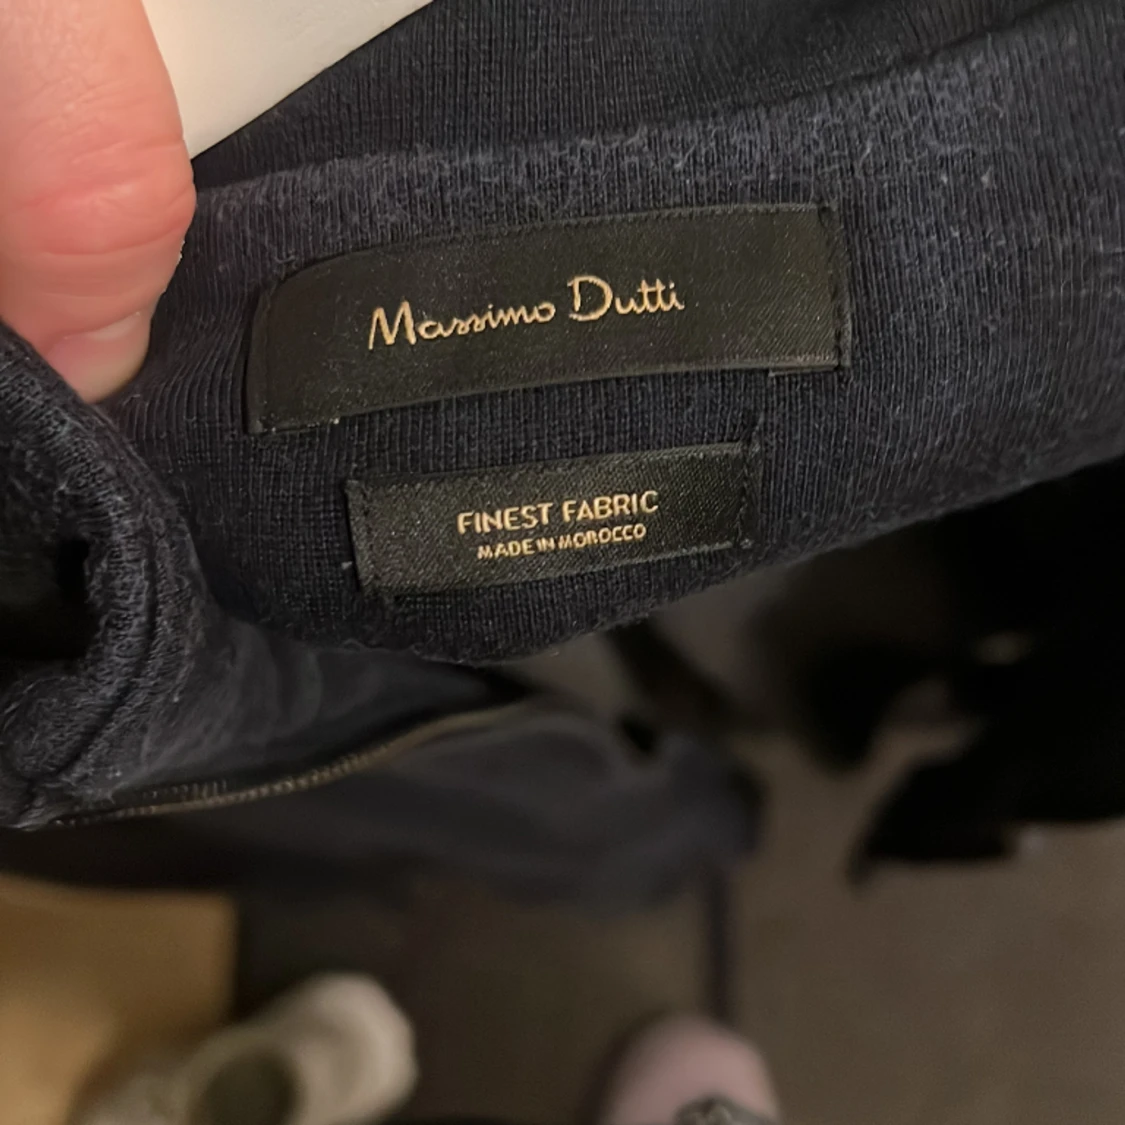 Massimo Dutti
FINEST FABRIC
MADE IN MOROCCO